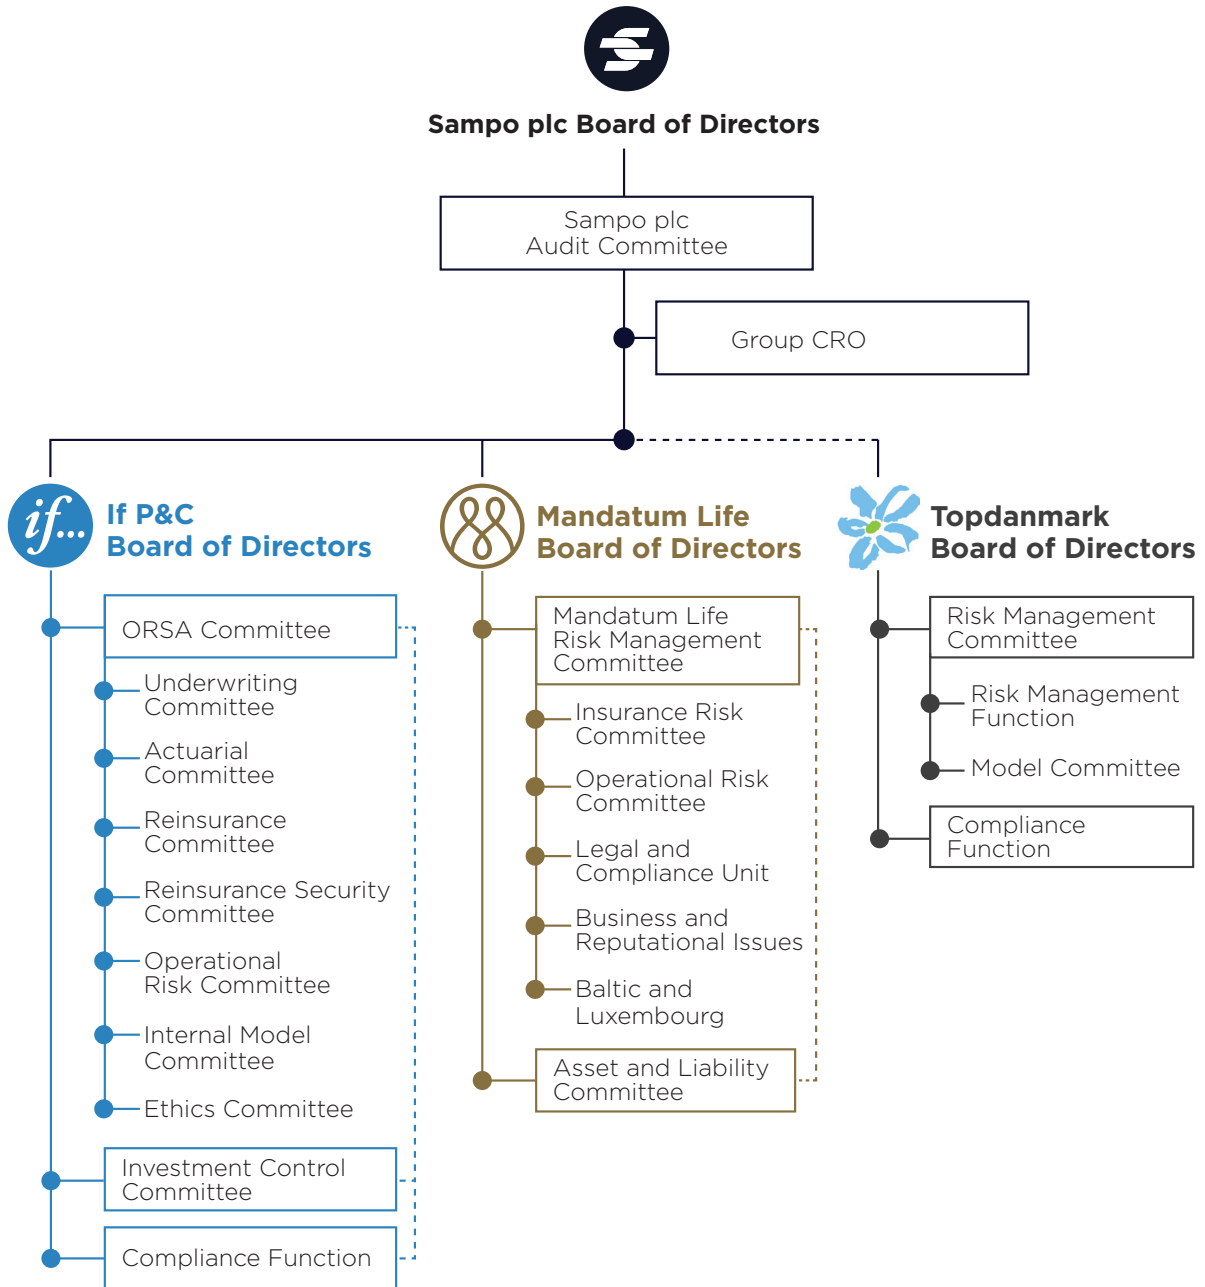 Sampo plc Board of Directors
Sampo plc
Audit Committee
Group CRO
if...
If P&C
Board of Directors
ORSA Committee
Underwriting
Committee
Actuarial
Committee
Reinsurance
Committee
Reinsurance Security
Committee
Operational
Risk Committee
Internal Model
Committee
Ethics Committee
Investment Control
Committee
Compliance Function
Mandatum Life
Board of Directors
Mandatum Life
Risk Management
Committee
Insurance Risk
Committee
Operational Risk
Committee
Legal and
Compliance Unit
Business and
Reputational Issues
Baltic and
Luxembourg
Asset and Liability
Committee
Topdanmark
Board of Directors
Risk Management
Committee
Risk Management
Function
Model Committee
Compliance
Function